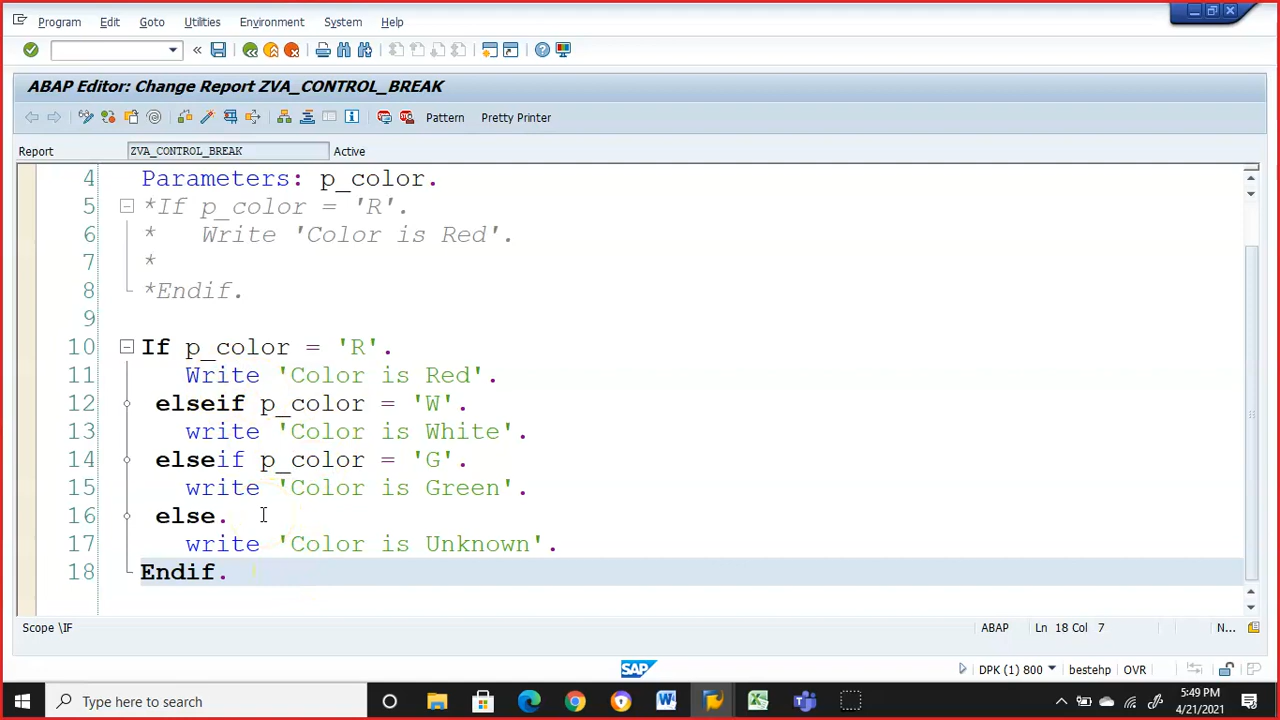 Program Edit Goto Utilities Environment System Help
ABAP Editor: Change Report ZVA_CONTROL_BREAK
Pattern Pretty Printer
Report ZVA_CONTROL_BREAK Active
4 Parameters: p_color.
5 *If p_color = 'R'.
6 * Write 'Color is Red'.
7 *
8 *Endif.
9
10 If p_color = 'R'.
11 Write 'Color is Red'.
12 elseif p_color = 'W'.
13 write 'Color is White'.
14 elseif p_color = 'G'.
15 write 'Color is Green'.
16 else.
17 write 'Color is Unknown'.
18 Endif.
Scope \IF ABAP Ln 18 Col 7 N...
SAP
DPK (1) 800 bestehp OVR
Type here to search
5:49 PM
4/21/2021